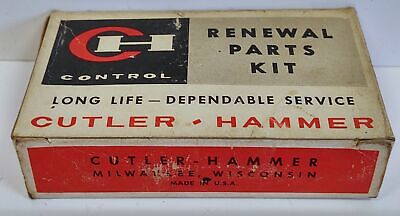 CH
CONTROL
RENEWAL
PARTS
KIT
LONG LIFE — DEPENDABLE SERVICE
CUTLER · HAMMER
CUTLER-HAMMER
MILWAUKEE, WISCONSIN
MADE IN U.S.A.